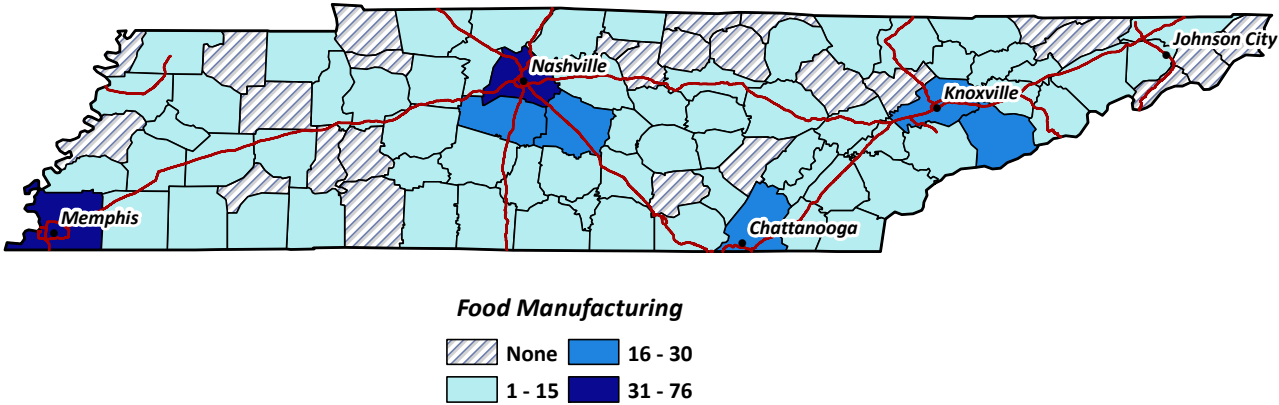 Johnson City
Nashville
Knoxville
Memphis
Chattanooga
Food Manufacturing
None
16 - 30
1 - 15
31 - 76